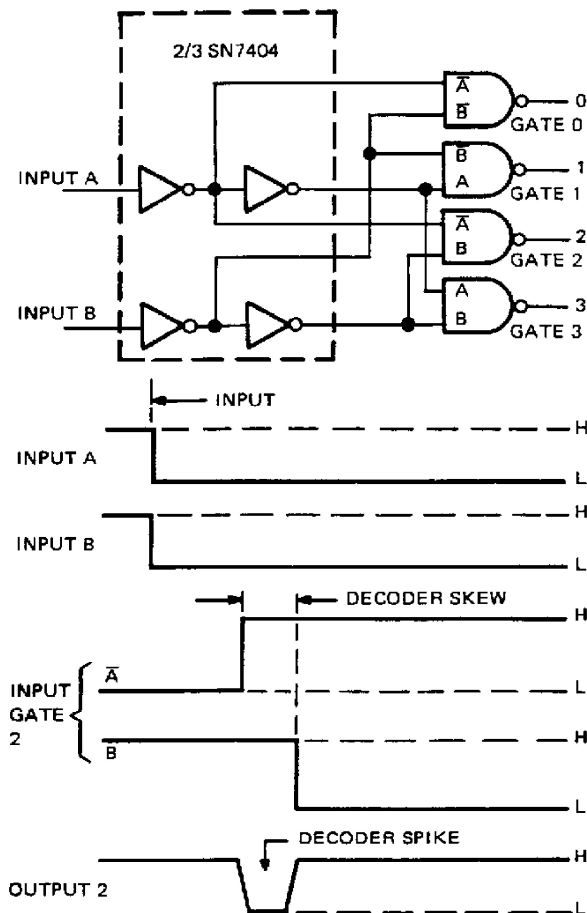 2/3 SN7404
A̅
B̅
0
GATE 0
INPUT A
B̅
A
1
GATE 1
A̅
B
2
GATE 2
INPUT B
A
B
3
GATE 3
INPUT
INPUT A
H
L
INPUT B
H
L
DECODER SKEW
H
L
INPUT
GATE
2
A̅
B
H
L
DECODER SPIKE
OUTPUT 2
H
L